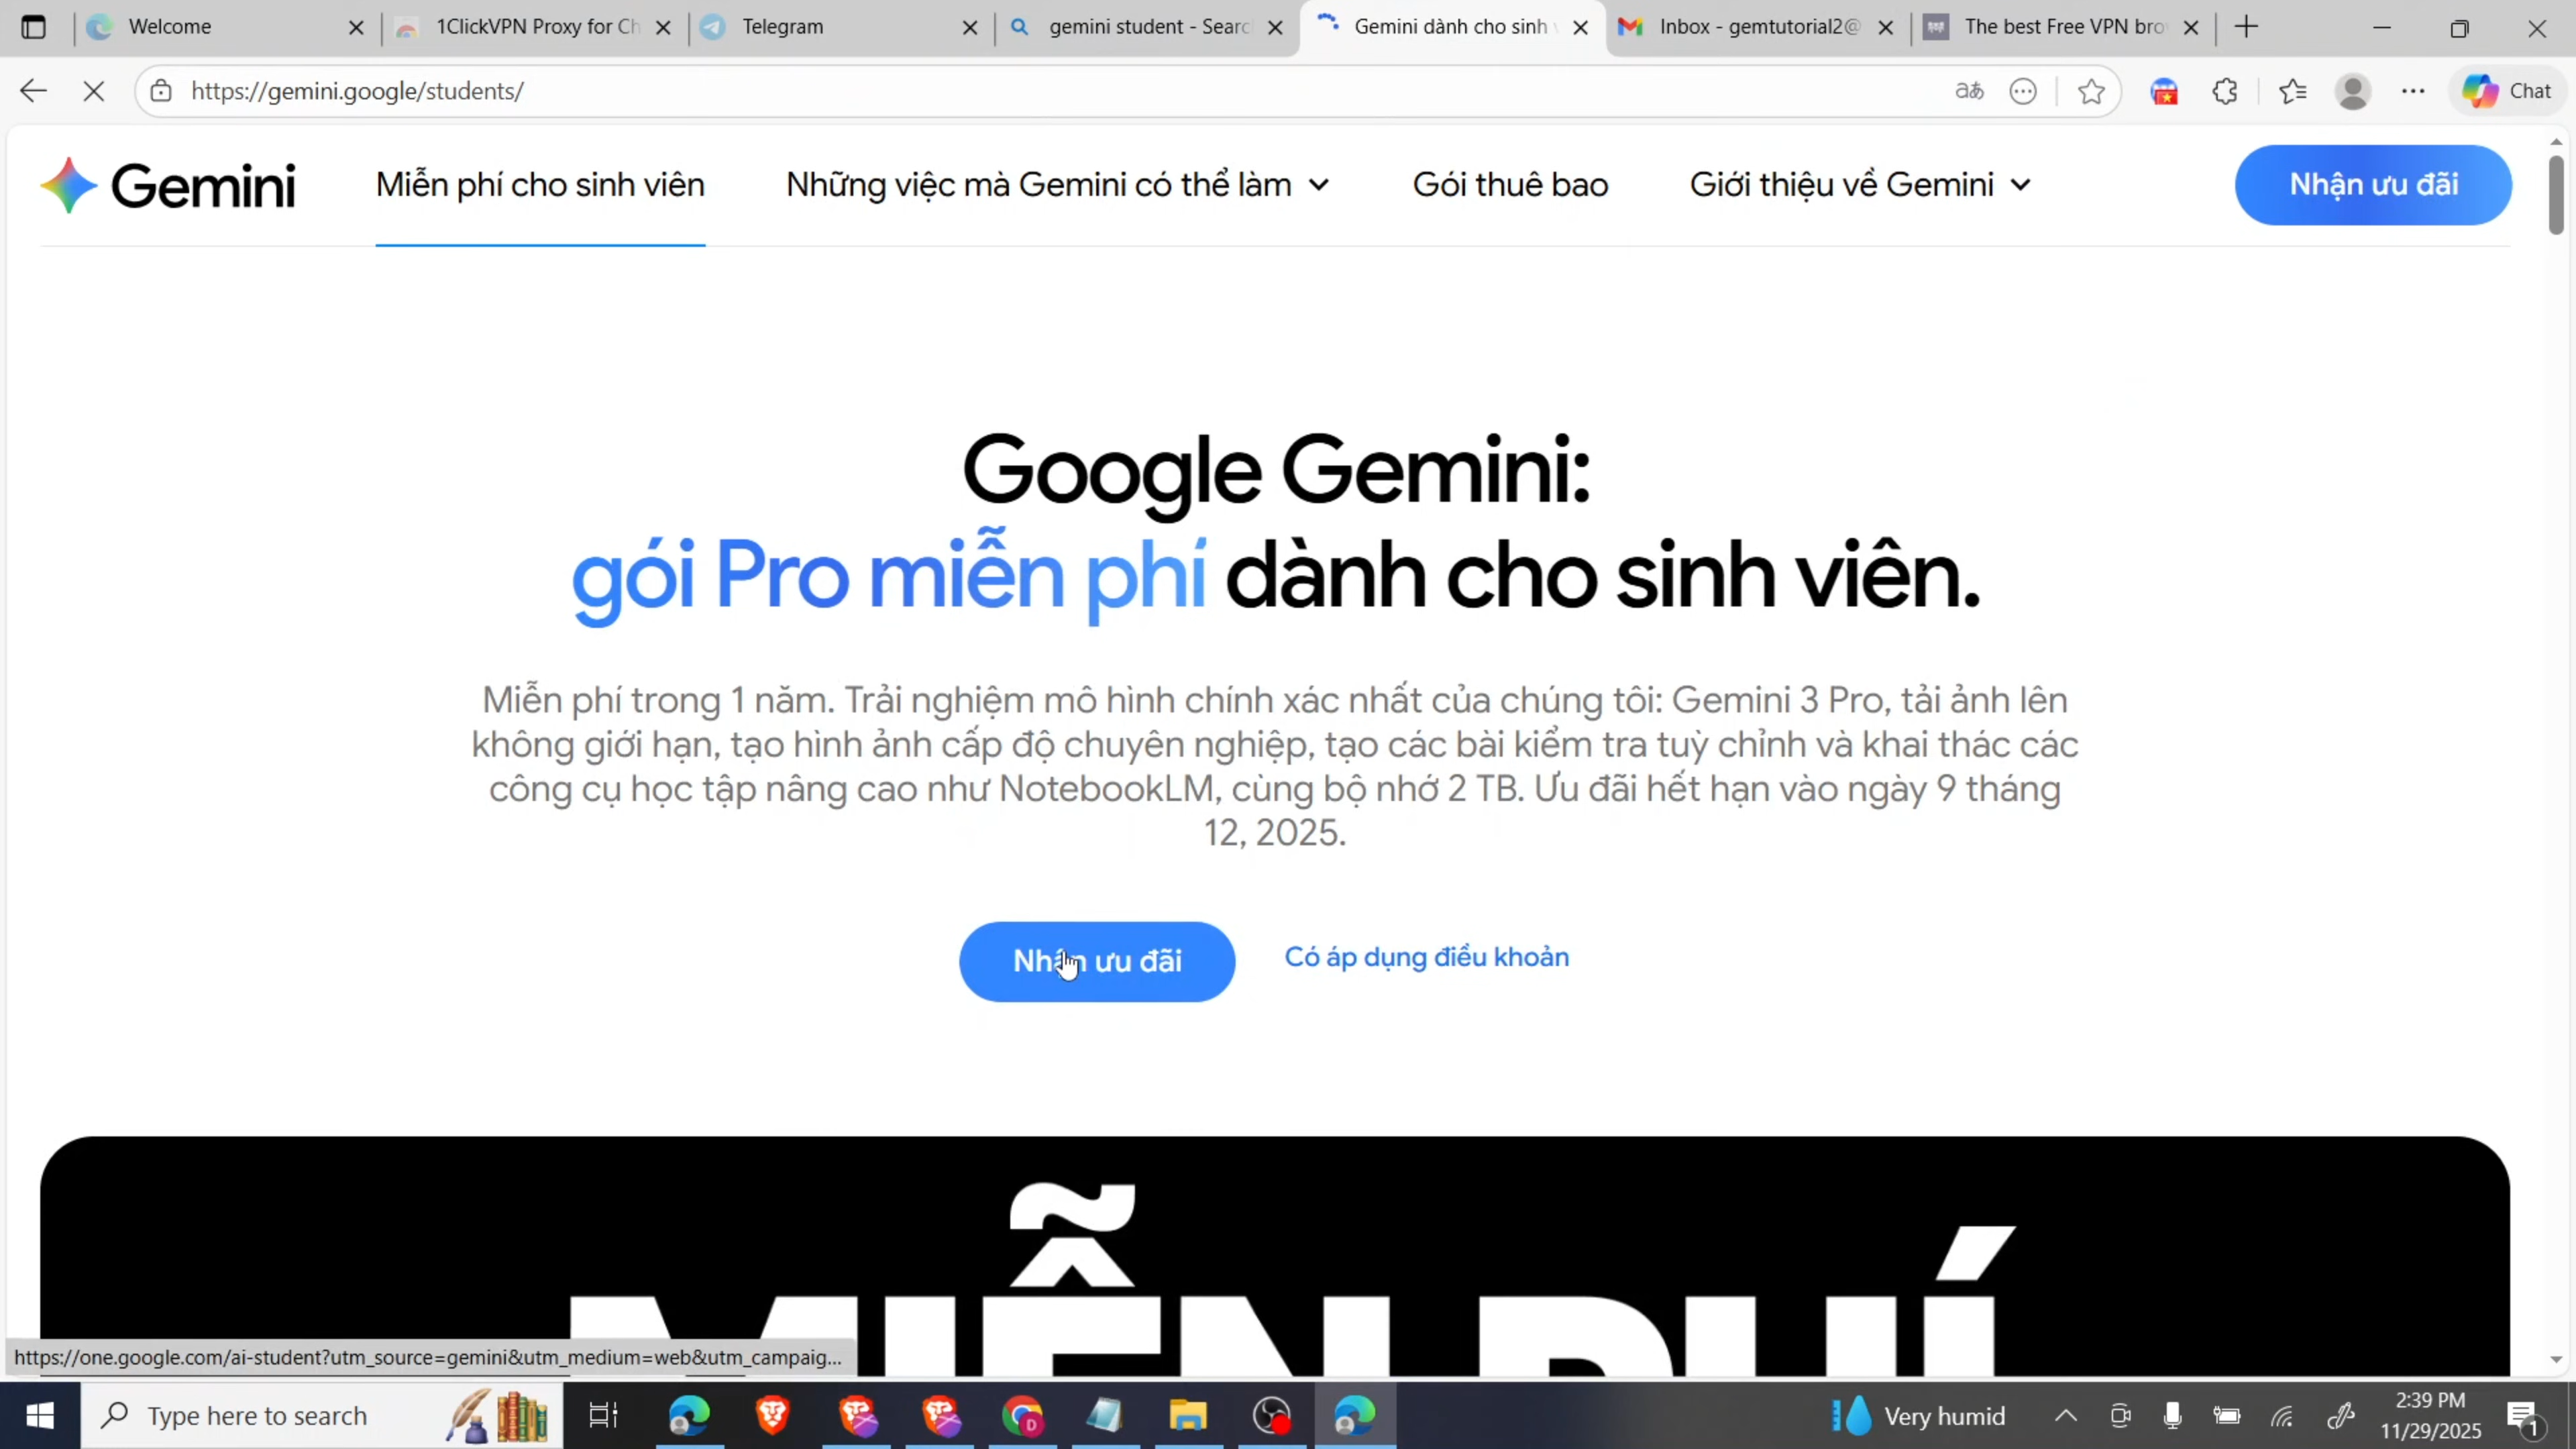 Welcome
1ClickVPN Proxy for Ch
Telegram
gemini student - Searc
Gemini dành cho sinh v
Inbox - gemtutorial2@
The best Free VPN bro
https://gemini.google/students/
Chat
Gemini
Miễn phí cho sinh viên
Những việc mà Gemini có thể làm
Gói thuê bao
Giới thiệu về Gemini
Nhận ưu đãi
Google Gemini:
gói Pro miễn phí dành cho sinh viên.
Miễn phí trong 1 năm. Trải nghiệm mô hình chính xác nhất của chúng tôi: Gemini 3 Pro, tải ảnh lên
không giới hạn, tạo hình ảnh cấp độ chuyên nghiệp, tạo các bài kiểm tra tuỳ chỉnh và khai thác các
công cụ học tập nâng cao như NotebookLM, cùng bộ nhớ 2 TB. Ưu đãi hết hạn vào ngày 9 tháng
12, 2025.
Nhận ưu đãi
Có áp dụng điều khoản
MIỄN PHÍ
https://one.google.com/ai-student?utm_source=gemini&utm_medium=web&utm_campaig...
Type here to search
D
Very humid
2:39 PM
11/29/2025
1